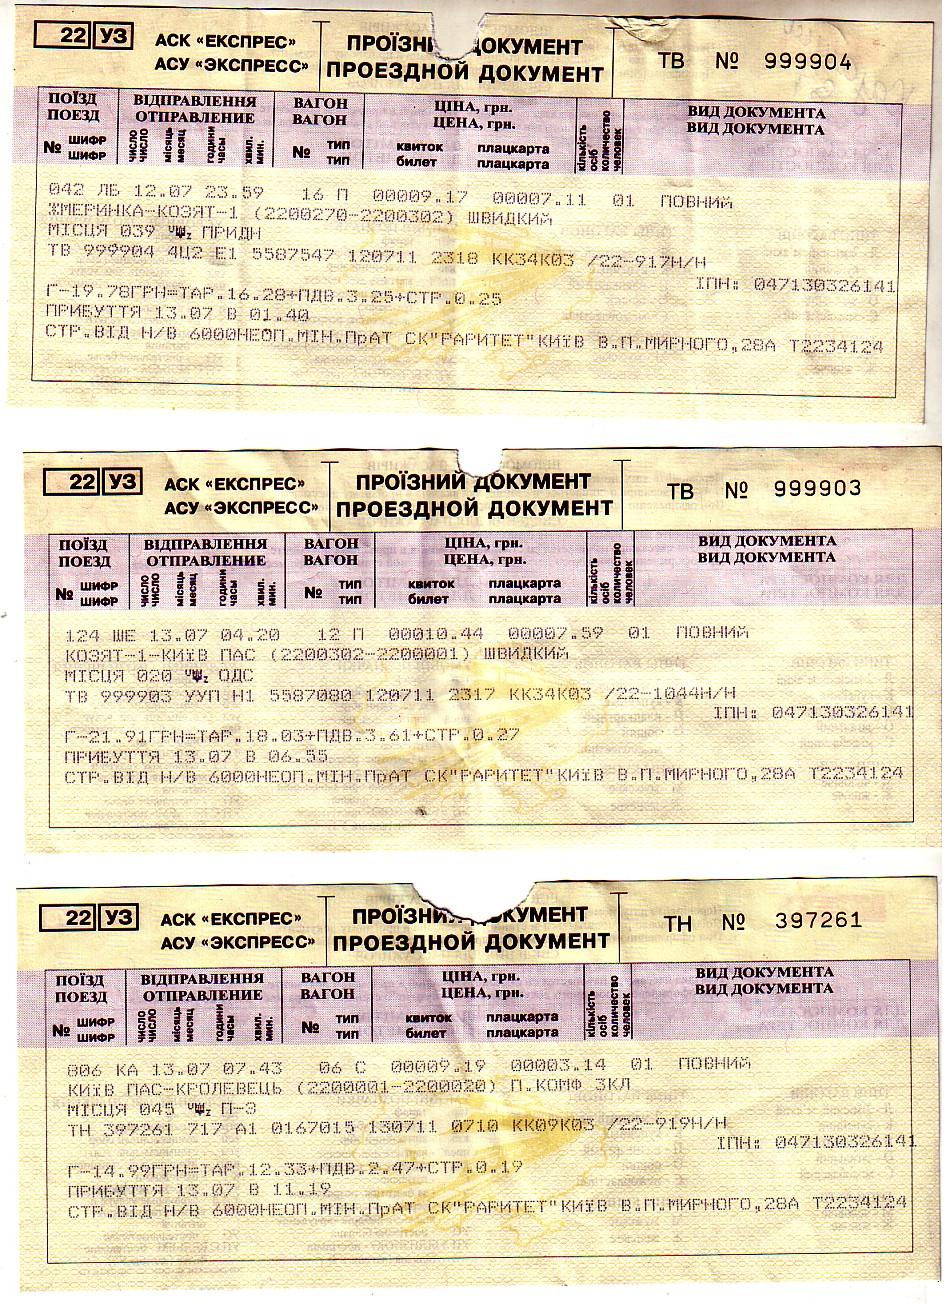 22 УЗ АСК «ЕКСПРЕС» ПРОЇЗН ДОКУМЕНТ ТВ № 999904
АСУ «ЭКСПРЕСС» ПРОЕЗДНОЙ ДОКУМЕНТ
ПОЇЗД ВІДПРАВЛЕННЯ ВАГОН ЦІНА, грн. ВИД ДОКУМЕНТА
ПОЕЗД ОТПРАВЛЕНИЕ ВАГОН ЦЕНА, грн. ВИД ДОКУМЕНТА
№ шифр число місяць години хвил. № тип квиток плацкарта кількість осіб
шифр число месяц часы мин. тип билет плацкарта количество человек
042 ЛБ 12.07 23.59 16 П 00009.17 00007.11 01 ПОВНИЙ
ЖМЕРИНКА-КОЗЯТ-1 (2200270-2200302) ШВИДКИЙ
МІСЦЯ 039 ПРИДН
ТВ 999904 4Ц2 Е1 5587547 120711 2318 КК34К03 /22-917Н/Н
ІПН: 047130326141
Г-19.78ГРН=ТАР.16.28+ПДВ.3.25+СТР.0.25
ПРИБУТТЯ 13.07 В 01.40
СТР.ВІД Н/В 6000НЕОП.МІН.ПрАТ СК"РАРИТЕТ"КИЇВ В.П.МИРНОГО,28А Т2234124
22 УЗ АСК «ЕКСПРЕС» ПРОЇЗНИЙ ДОКУМЕНТ ТВ № 999903
АСУ «ЭКСПРЕСС» ПРОЕЗДНОЙ ДОКУМЕНТ
ПОЇЗД ВІДПРАВЛЕННЯ ВАГОН ЦІНА, грн. ВИД ДОКУМЕНТА
ПОЕЗД ОТПРАВЛЕНИЕ ВАГОН ЦЕНА, грн. ВИД ДОКУМЕНТА
№ шифр число місяць години хвил. № тип квиток плацкарта кількість осіб
шифр число месяц часы мин. тип билет плацкарта количество человек
124 ШЕ 13.07 04.20 12 П 00010.44 00007.59 01 ПОВНИЙ
КОЗЯТ-1-КИЇВ ПАС (2200302-2200001) ШВИДКИЙ
МІСЦЯ 020 ОДС
ТВ 999903 УУП Н1 5587080 120711 2317 КК34К03 /22-1044Н/Н
ІПН: 047130326141
Г-21.91ГРН=ТАР.18.03+ПДВ.3.61+СТР.0.27
ПРИБУТТЯ 13.07 В 06.55
СТР.ВІД Н/В 6000НЕОП.МІН.ПрАТ СК"РАРИТЕТ"КИЇВ В.П.МИРНОГО,28А Т2234124
22 УЗ АСК «ЕКСПРЕС» ПРОЇЗНИ КУМЕНТ ТН № 397261
АСУ «ЭКСПРЕСС» ПРОЕЗДНОЙ ДОКУМЕНТ
ПОЇЗД ВІДПРАВЛЕННЯ ВАГОН ЦІНА, грн. ВИД ДОКУМЕНТА
ПОЕЗД ОТПРАВЛЕНИЕ ВАГОН ЦЕНА, грн. ВИД ДОКУМЕНТА
№ шифр число місяць години хвил. № тип квиток плацкарта кількість осіб
шифр число месяц часы мин. тип билет плацкарта количество человек
806 КА 13.07 07.43 06 С 00009.19 00003.14 01 ПОВНИЙ
КИЇВ ПАС-КРОЛЕВЕЦЬ (2200001-2200020) П.КОМФ 3КЛ
МІСЦЯ 045 П-3
ТН 397261 717 А1 0167015 130711 0710 КК09К03 /22-919Н/Н
ІПН: 047130326141
Г-14.99ГРН=ТАР.12.33+ПДВ.2.47+СТР.0.19
ПРИБУТТЯ 13.07 В 11.19
СТР.ВІД Н/В 6000НЕОП.МІН.ПрАТ СК"РАРИТЕТ"КИЇВ В.П.МИРНОГО,28А Т2234124